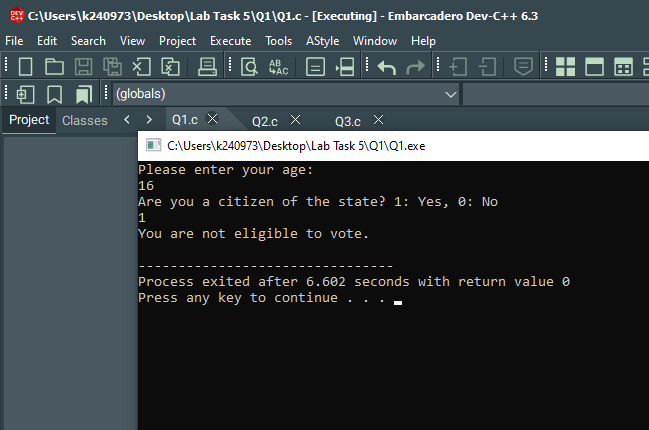 DEV C++ C:\Users\k240973\Desktop\Lab Task 5\Q1\Q1.c - [Executing] - Embarcadero Dev-C++ 6.3
File Edit Search View Project Execute Tools AStyle Window Help
AB AC
(globals)
Project Classes < > Q1.c Q2.c Q3.c
C:\Users\k240973\Desktop\Lab Task 5\Q1\Q1.exe
Please enter your age:
16
Are you a citizen of the state? 1: Yes, 0: No
1
You are not eligible to vote.
--------------------------------
Process exited after 6.602 seconds with return value 0
Press any key to continue . . .